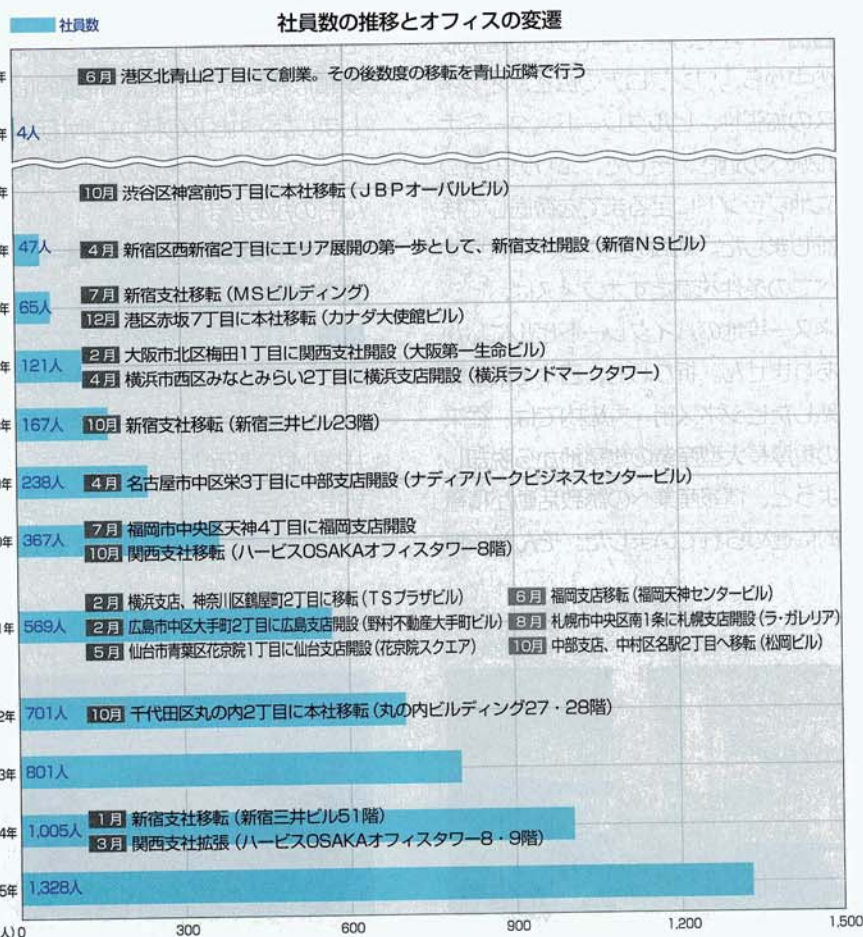 社員数
社員数の推移とオフィスの変遷
年
6月 港区北青山2丁目にて創業。その後数度の移転を青山近隣で行う
年 4人
年
10月 渋谷区神宮前5丁目に本社移転(JBPオーバルビル)
年 47人
4月 新宿区西新宿2丁目にエリア展開の第一歩として、新宿支社開設(新宿NSビル)
年 65人
7月 新宿支社移転(MSビルディング)
12月 港区赤坂7丁目に本社移転(カナダ大使館ビル)
年 121人
2月 大阪市北区梅田1丁目に関西支社開設(大阪第一生命ビル)
4月 横浜市西区みなとみらい2丁目に横浜支店開設(横浜ランドマークタワー)
年 167人
10月 新宿支社移転(新宿三井ビル23階)
年 238人
4月 名古屋市中区栄3丁目に中部支店開設(ナディアパークビジネスセンタービル)
0年 367人
7月 福岡市中央区天神4丁目に福岡支店開設
10月 関西支社移転(ハービスOSAKAオフィスタワー8階)
1年 569人
2月 横浜支店、神奈川区鶴屋町2丁目に移転(TSプラザビル)
2月 広島市中区大手町2丁目に広島支店開設(野村不動産大手町ビル)
5月 仙台市青葉区花京院1丁目に仙台支店開設(花京院スクエア)
6月 福岡支店移転(福岡天神センタービル)
8月 札幌市中央区南1条に札幌支店開設(ラ・ガレリア)
10月 中部支店、中村区名駅2丁目へ移転(松岡ビル)
2年 701人
10月 千代田区丸の内2丁目に本社移転(丸の内ビルディング27・28階)
3年 801人
4年 1,005人
1月 新宿支社移転(新宿三井ビル51階)
3月 関西支社拡張(ハービスOSAKAオフィスタワー8・9階)
5年 1,328人
人) 0 300 600 900 1,200 1,500